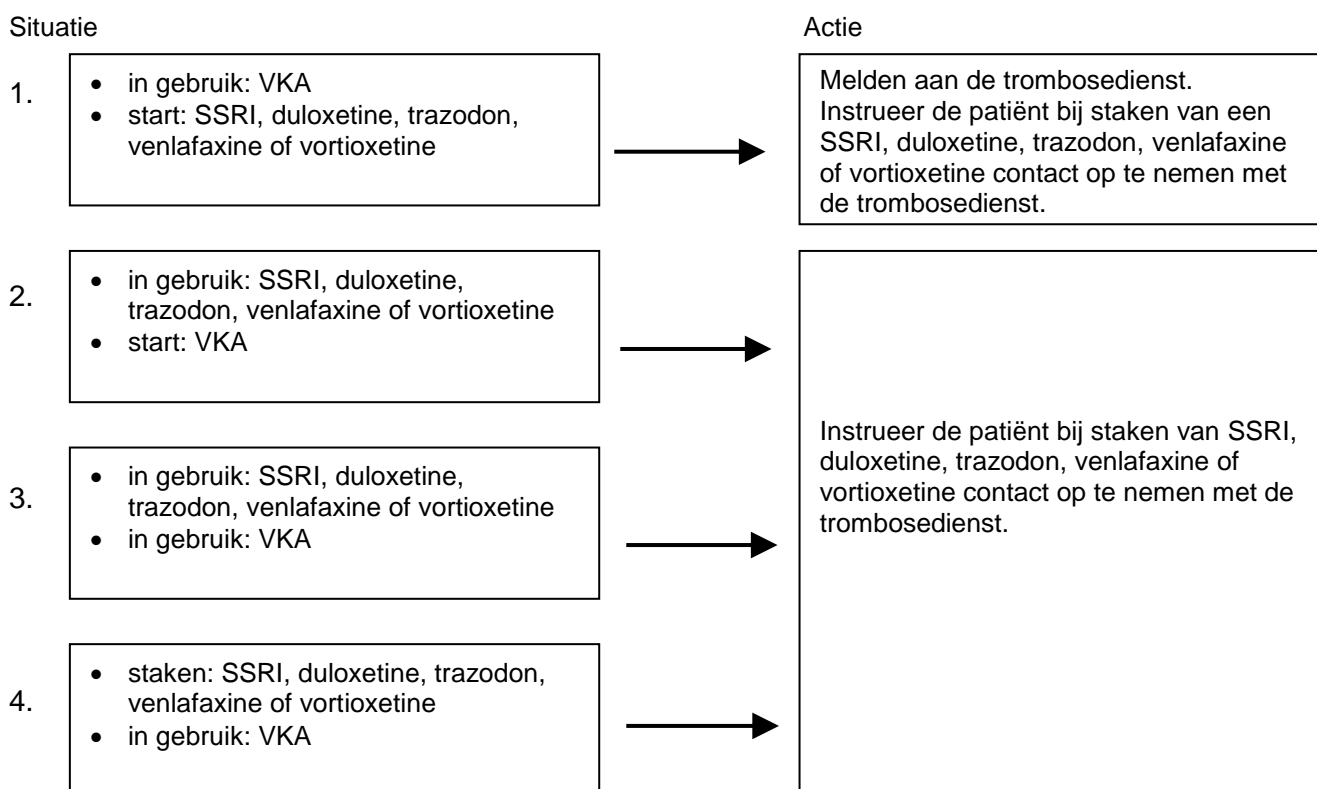 Situatie
Actie
1.
• in gebruik: VKA
• start: SSRI, duloxetine, trazodon,
venlafaxine of vortioxetine
Melden aan de trombosedienst.
Instrueer de patiënt bij staken van een
SSRI, duloxetine, trazodon, venlafaxine
of vortioxetine contact op te nemen met
de trombosedienst.
2.
• in gebruik: SSRI, duloxetine,
trazodon, venlafaxine of vortioxetine
• start: VKA
3.
• in gebruik: SSRI, duloxetine,
trazodon, venlafaxine of vortioxetine
• in gebruik: VKA
4.
• staken: SSRI, duloxetine, trazodon,
venlafaxine of vortioxetine
• in gebruik: VKA
Instrueer de patiënt bij staken van SSRI,
duloxetine, trazodon, venlafaxine of
vortioxetine contact op te nemen met de
trombosedienst.